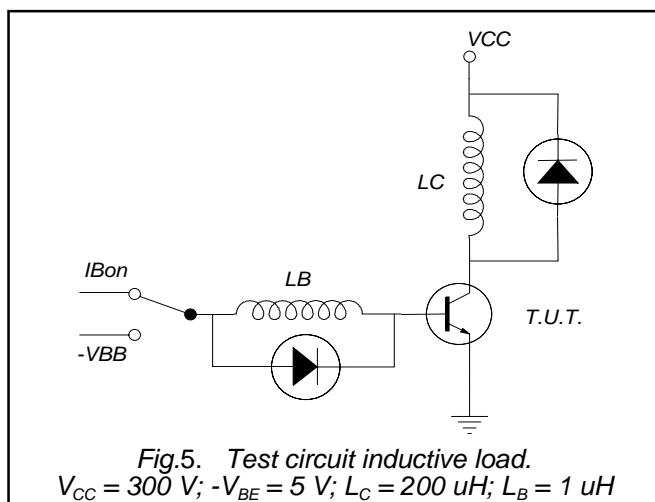 VCC
LC
IBon
LB
T.U.T.
-VBB
Fig.5. Test circuit inductive load.
VCC = 300 V; -VBE = 5 V; LC = 200 uH; LB = 1 uH